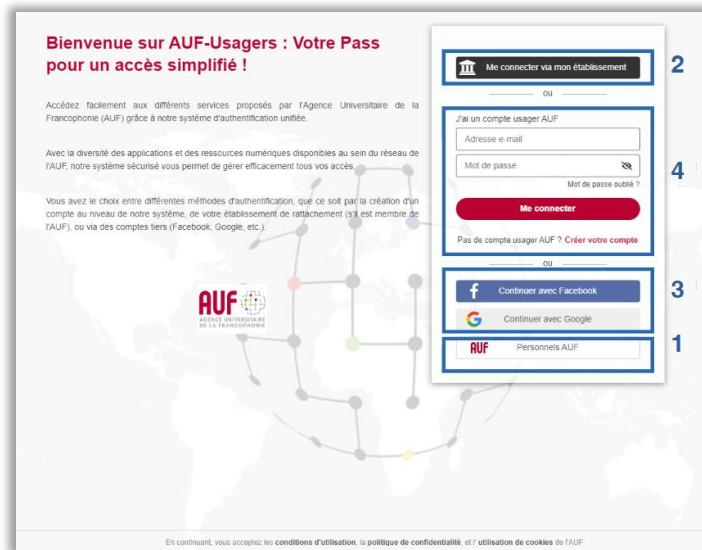 Bienvenue sur AUF-Usagers : Votre Pass
pour un accès simplifié !
Accédez facilement aux différents services proposés par l'Agence Universitaire de la
Francophonie (AUF) grâce à notre système d'authentification unifiée.
Avec la diversité des applications et des ressources numériques disponibles au sein du réseau de
l'AUF, notre système sécurisé vous permet de gérer efficacement tous vos accès.
Vous avez le choix entre différentes méthodes d'authentification, que ce soit par la création d'un
compte au niveau de notre système, de votre établissement de rattachement (s'il est membre de
l'AUF), ou via des comptes tiers (Facebook, Google, etc.).
AUF
AGENCE UNIVERSITAIRE
DE LA FRANCOPHONIE
Me connecter via mon établissement
2
ou
J'ai un compte usager AUF
Adresse e-mail
Mot de passe
4
Mot de passe oublié ?
Me connecter
Pas de compte usager AUF ? Créer votre compte
ou
Continuer avec Facebook
3
Continuer avec Google
AUF Personnels AUF
1
En continuant, vous acceptez les conditions d'utilisation, la politique de confidentialité, et l' utilisation de cookies de l'AUF